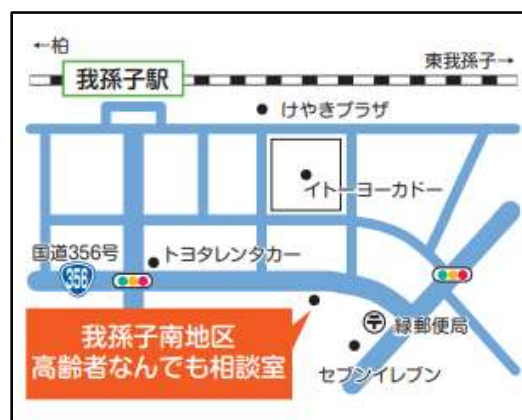 ←柏
東我孫子→
我孫子駅
けやきプラザ
イトーヨーカドー
国道356号
トヨタレンタカー
356
我孫子南地区
高齢者なんでも相談室
〒
緑郵便局
セブンイレブン